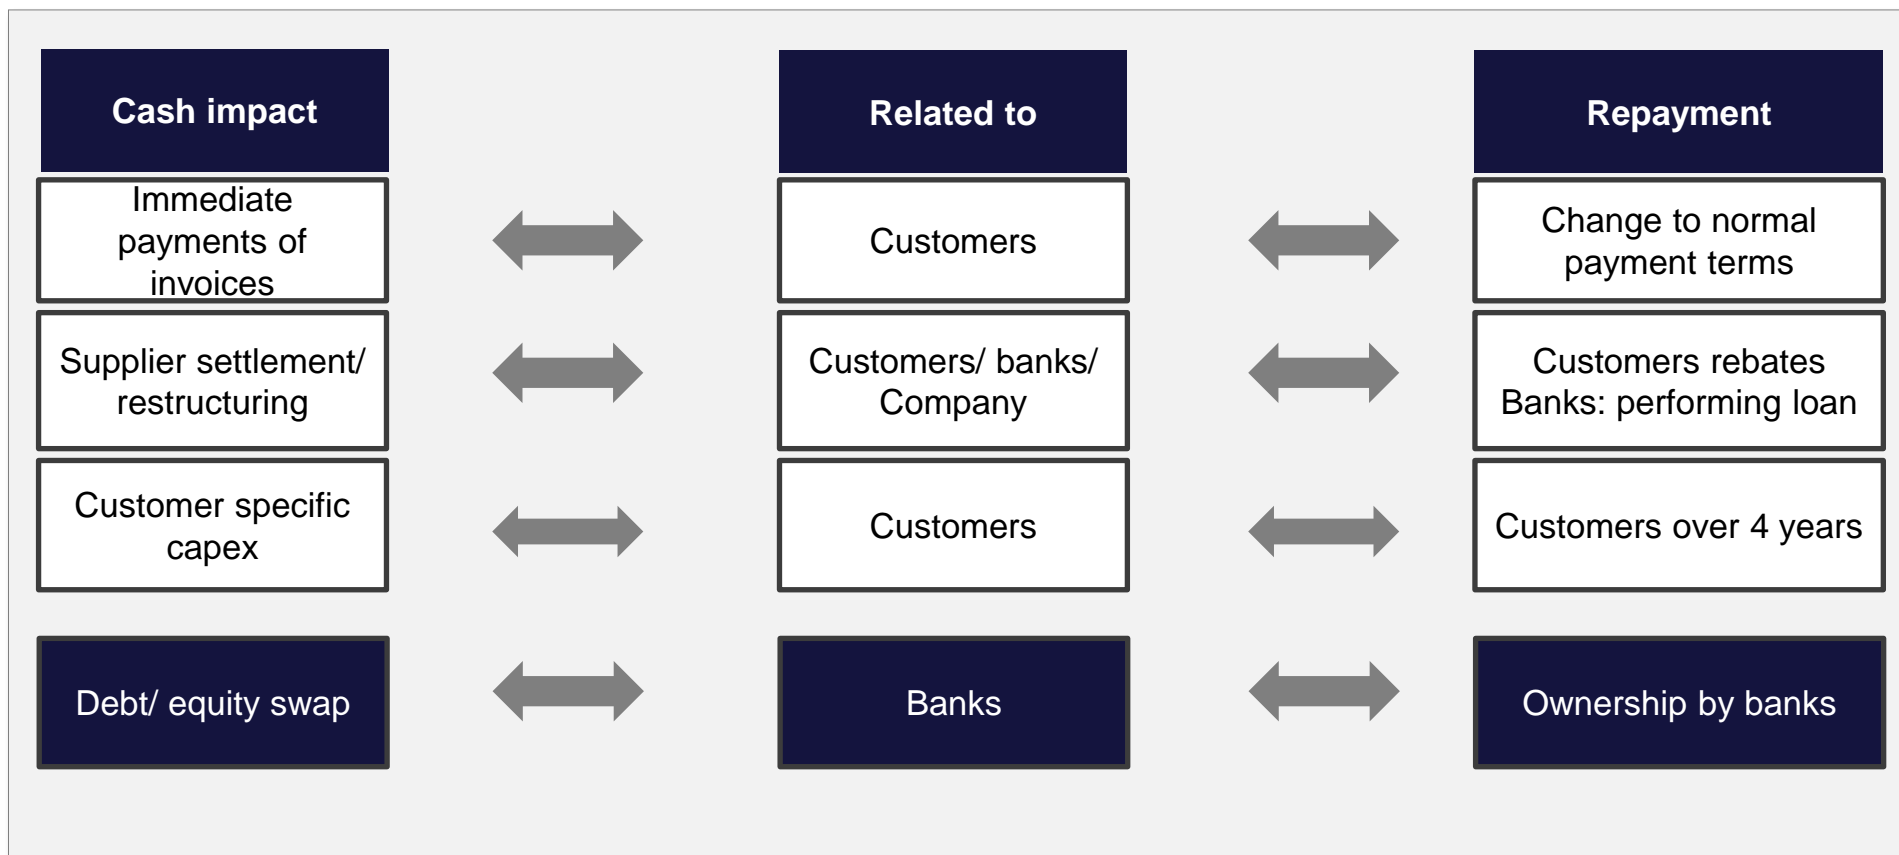 Cash impact
Related to
Repayment
Immediate
payments of
invoices
Customers
Change to normal
payment terms
Supplier settlement/
restructuring
Customers/ banks/
Company
Customers rebates
Banks: performing loan
Customer specific
capex
Customers
Customers over 4 years
Debt/ equity swap
Banks
Ownership by banks